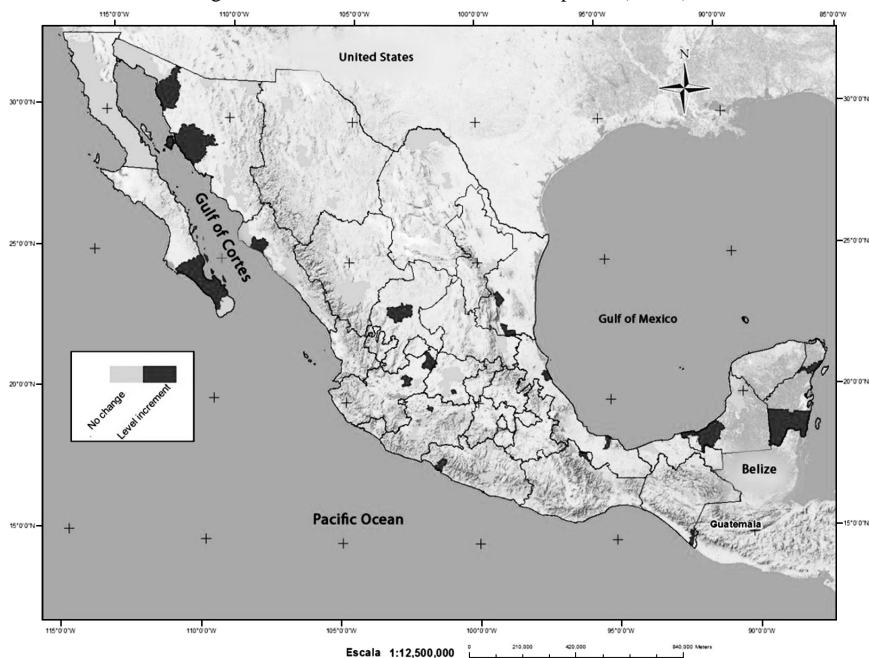 115°0'0"W 110°0'0"W 105°0'0"W 100°0'0"W 95°0'0"W 90°0'0"W 85°0'0"W
United States
N
30°0'0"N 30°0'0"N
Gulf of Cortes
25°0'0"N 25°0'0"N
Gulf of Mexico
No change
Level increment
20°0'0"N 20°0'0"N
Belize
Pacific Ocean
Guatemala
15°0'0"N 15°0'0"N
115°0'0"W 110°0'0"W 105°0'0"W 100°0'0"W 95°0'0"W 90°0'0"W
Escala 1:12,500,000 0 210,000 420,000 840,000 Meters